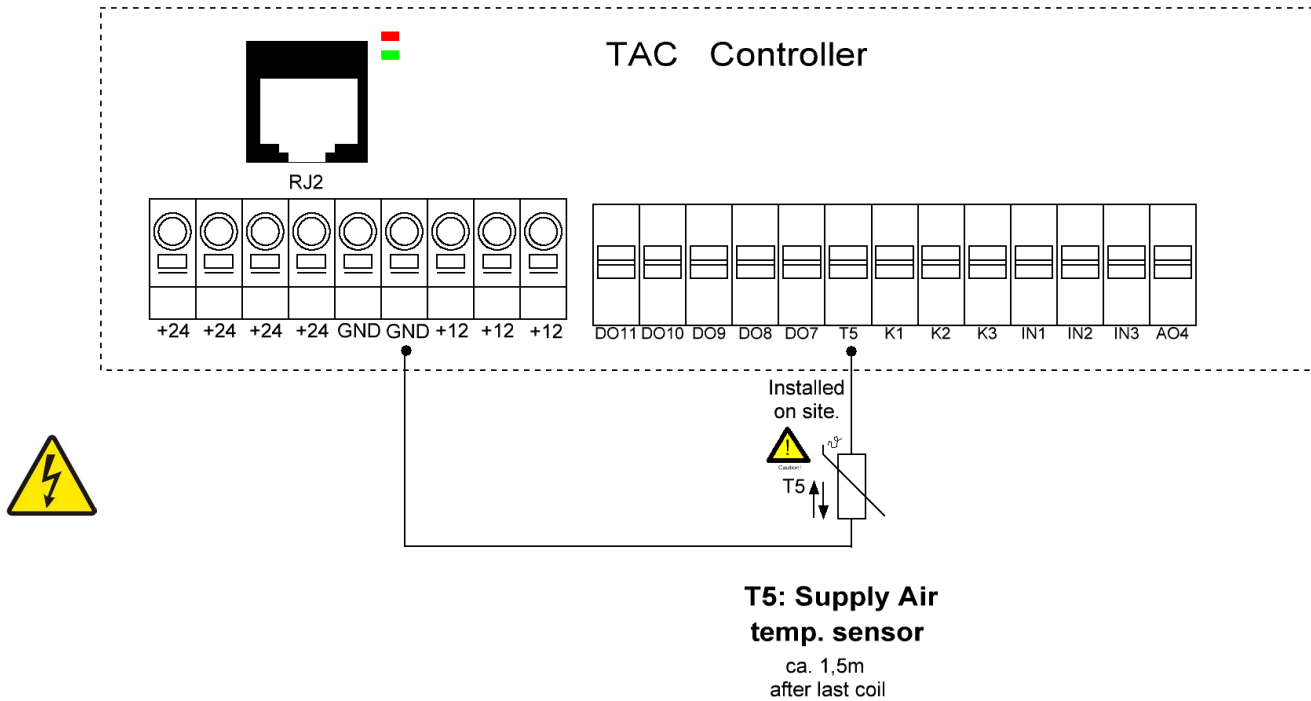 TAC Controller
RJ2
+24 +24 +24 +24 GND GND +12 +12 +12
DO11 DO10 DO9 DO8 DO7 T5 K1 K2 K3 IN1 IN2 IN3 AO4
Installed
on site.
!
Caution!
ϑ
T5
T5: Supply Air
temp. sensor
ca. 1,5m
after last coil